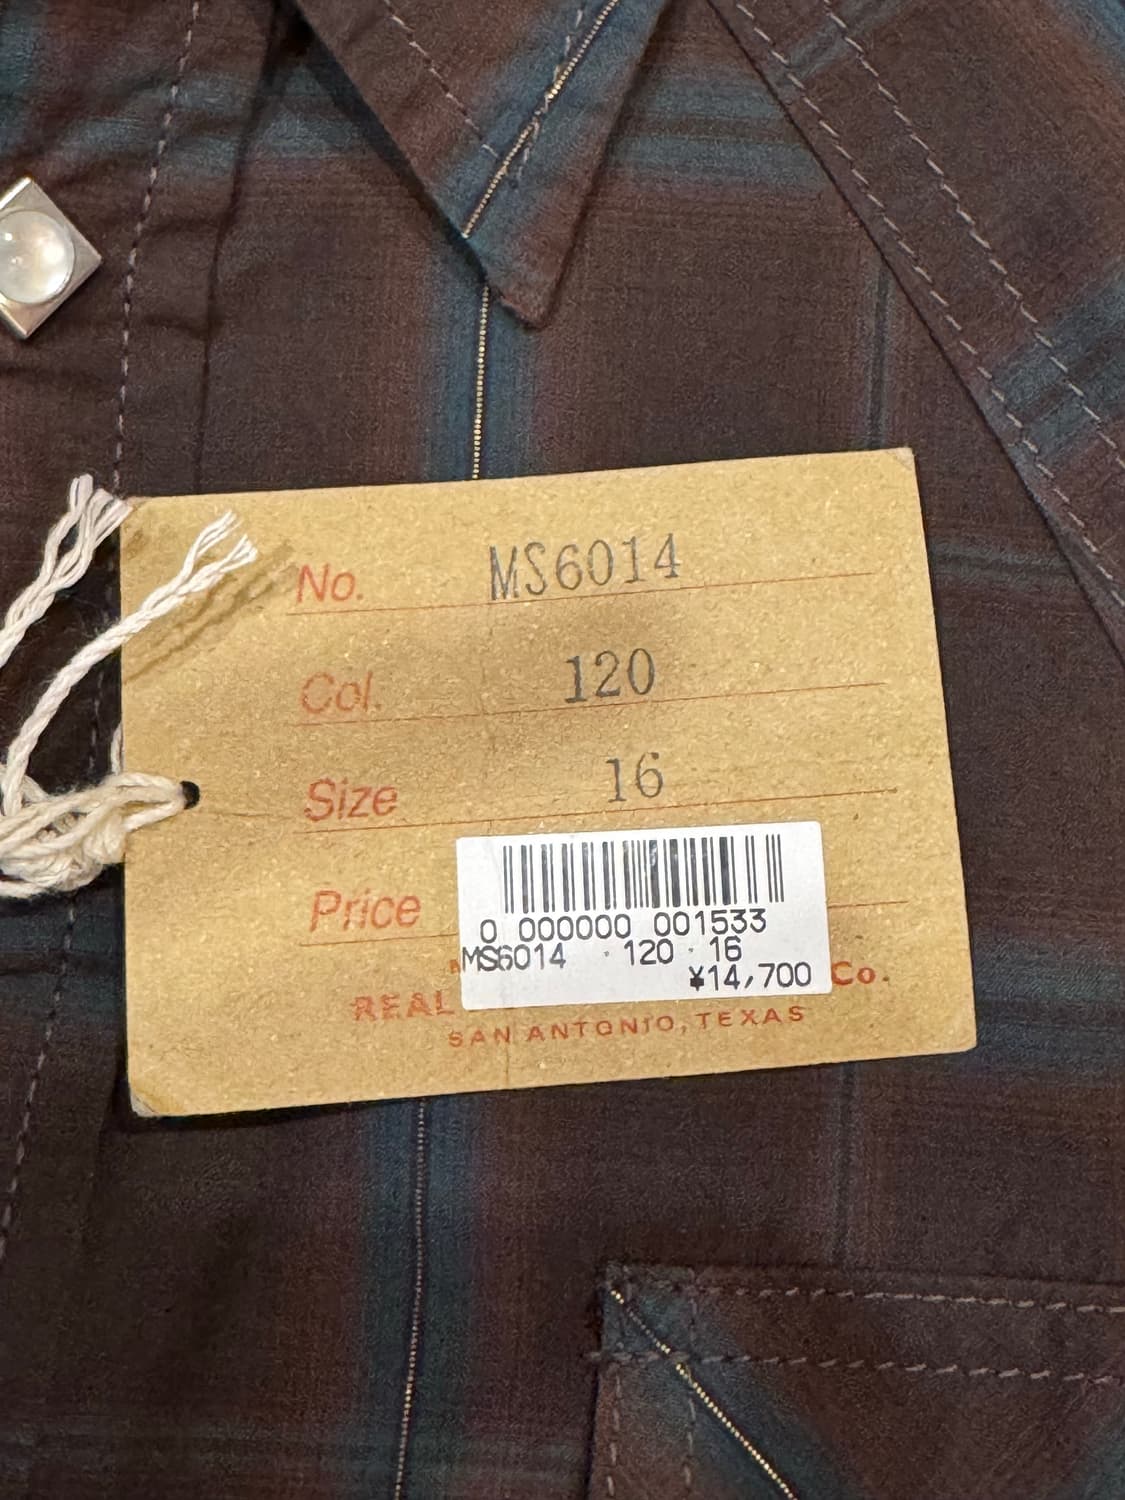 No. MS6014
Col. 120
Size 16
Price
0 000000 001533
MS6014 120 16
¥14,700
REAL Co.
SAN ANTONIO, TEXAS